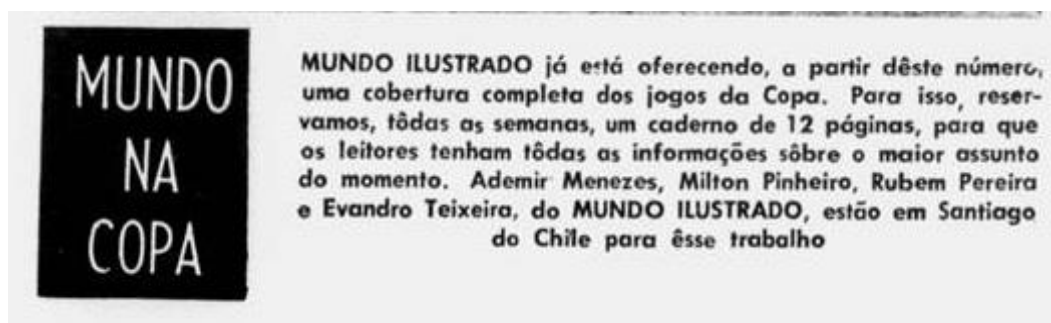 MUNDO
NA
COPA
MUNDO ILUSTRADO já está oferecendo, a partir dêste número,
uma cobertura completa dos jogos da Copa. Para isso, reser-
vamos, tôdas as semanas, um caderno de 12 páginas, para que
os leitores tenham tôdas as informações sôbre o maior assunto
do momento. Ademir Menezes, Milton Pinheiro, Rubem Pereira
e Evandro Teixeira, do MUNDO ILUSTRADO, estão em Santiago
do Chile para êsse trabalho